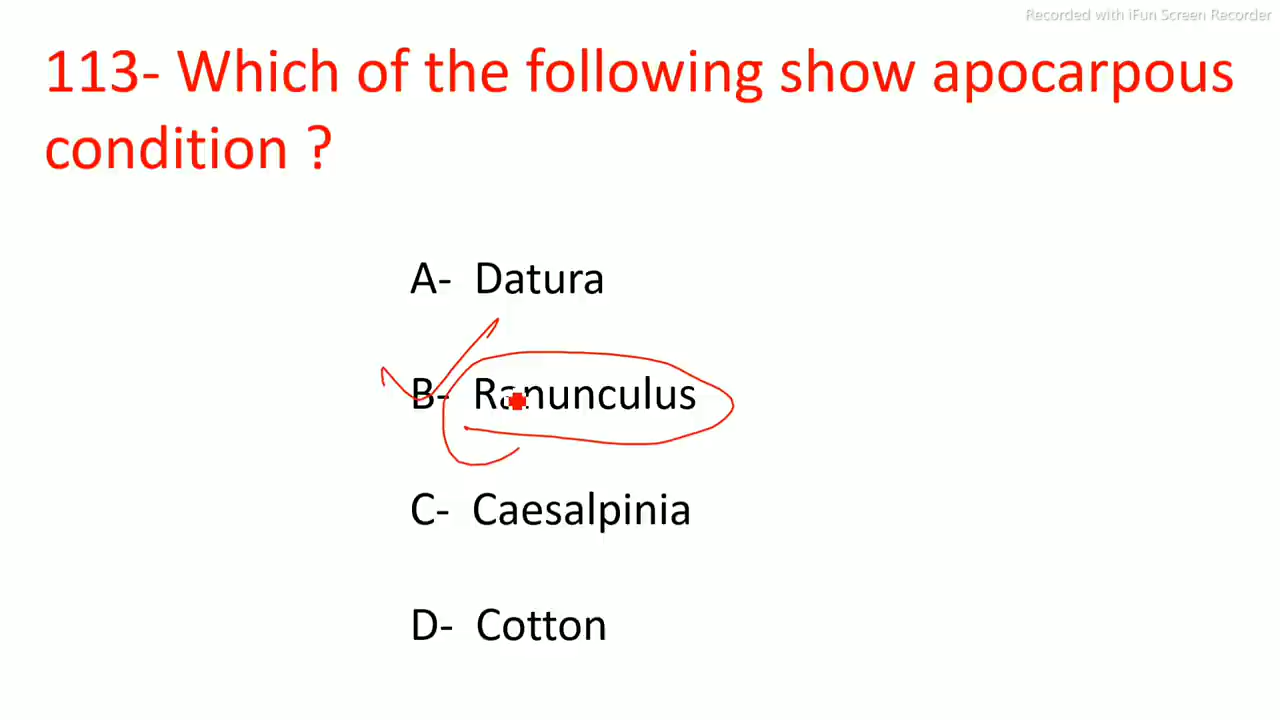 Recorded with iFun Screen Recorder
113- Which of the following show apocarpous
condition ?
A- Datura
B- Ranunculus
C- Caesalpinia
D- Cotton